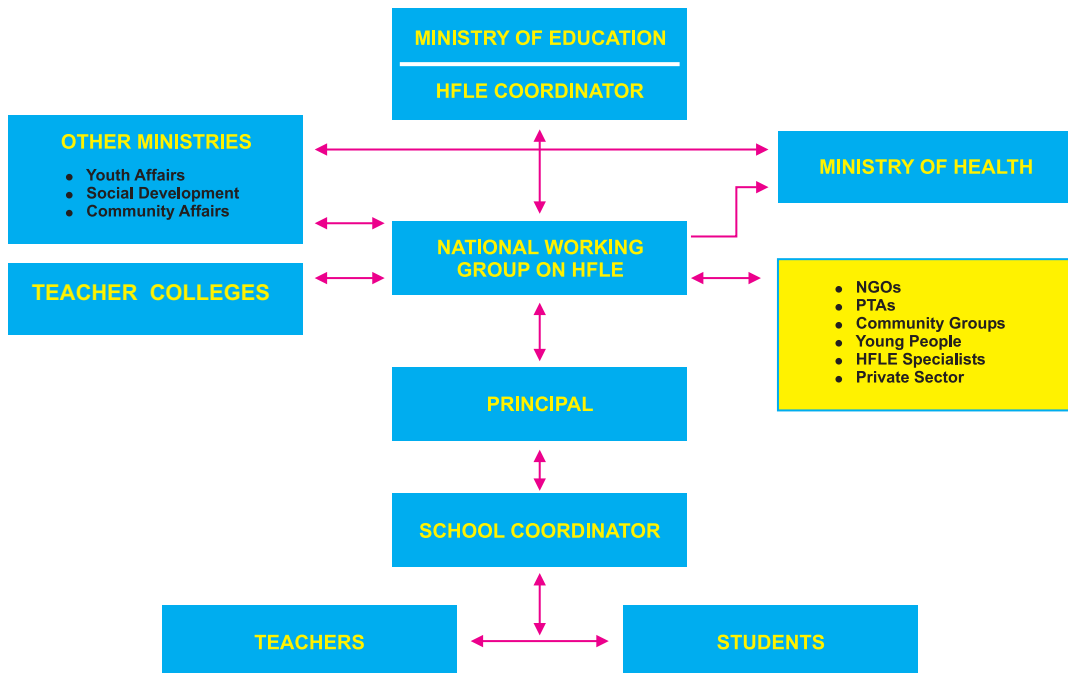 MINISTRY OF EDUCATION
HFLE COORDINATOR
OTHER MINISTRIES
• Youth Affairs
• Social Development
• Community Affairs
MINISTRY OF HEALTH
NATIONAL WORKING
GROUP ON HFLE
TEACHER COLLEGES
• NGOs
• PTAs
• Community Groups
• Young People
• HFLE Specialists
• Private Sector
PRINCIPAL
SCHOOL COORDINATOR
TEACHERS
STUDENTS